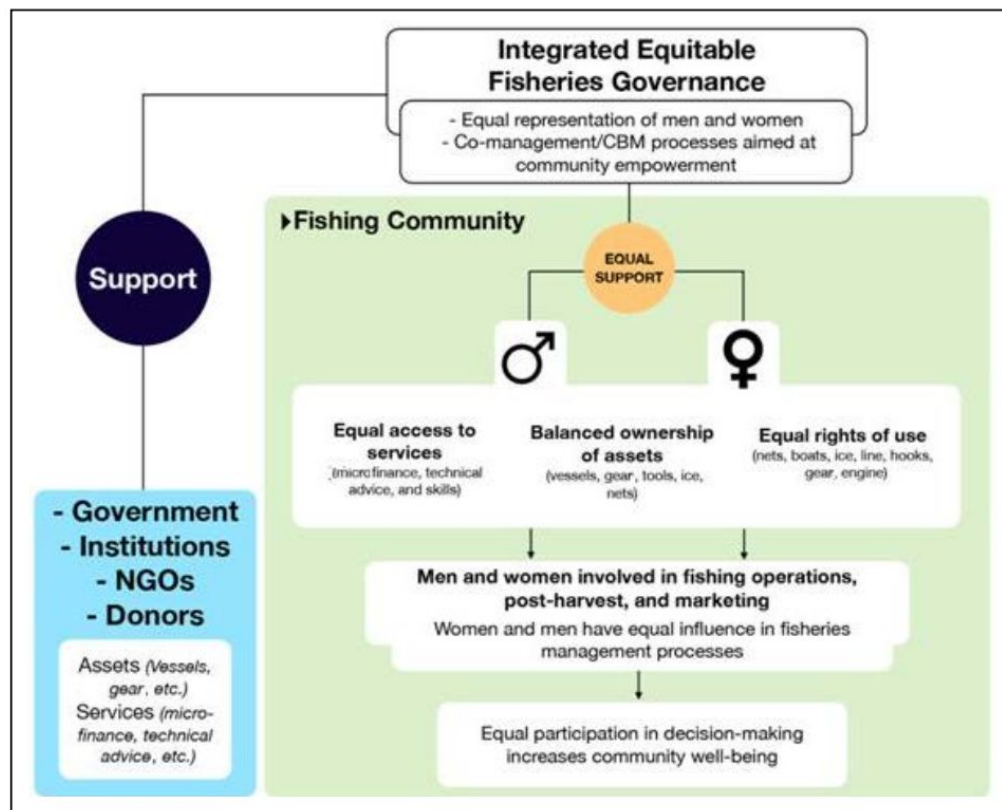 Integrated Equitable
Fisheries Governance
- Equal representation of men and women
- Co-management/CBM processes aimed at
community empowerment
Support
Fishing Community
EQUAL
SUPPORT
Equal access to
services
(microfinance, technical
advice, and skills)
Balanced ownership
of assets
(vessels, gear, tools, ice,
nets)
Equal rights of use
(nets, boats, ice, line, hooks,
gear, engine)
- Government
- Institutions
- NGOs
- Donors
Assets (Vessels,
gear, etc.)
Services (micro-
finance, technical
advice, etc.)
Men and women involved in fishing operations,
post-harvest, and marketing
Women and men have equal influence in fisheries
management processes
Equal participation in decision-making
increases community well-being